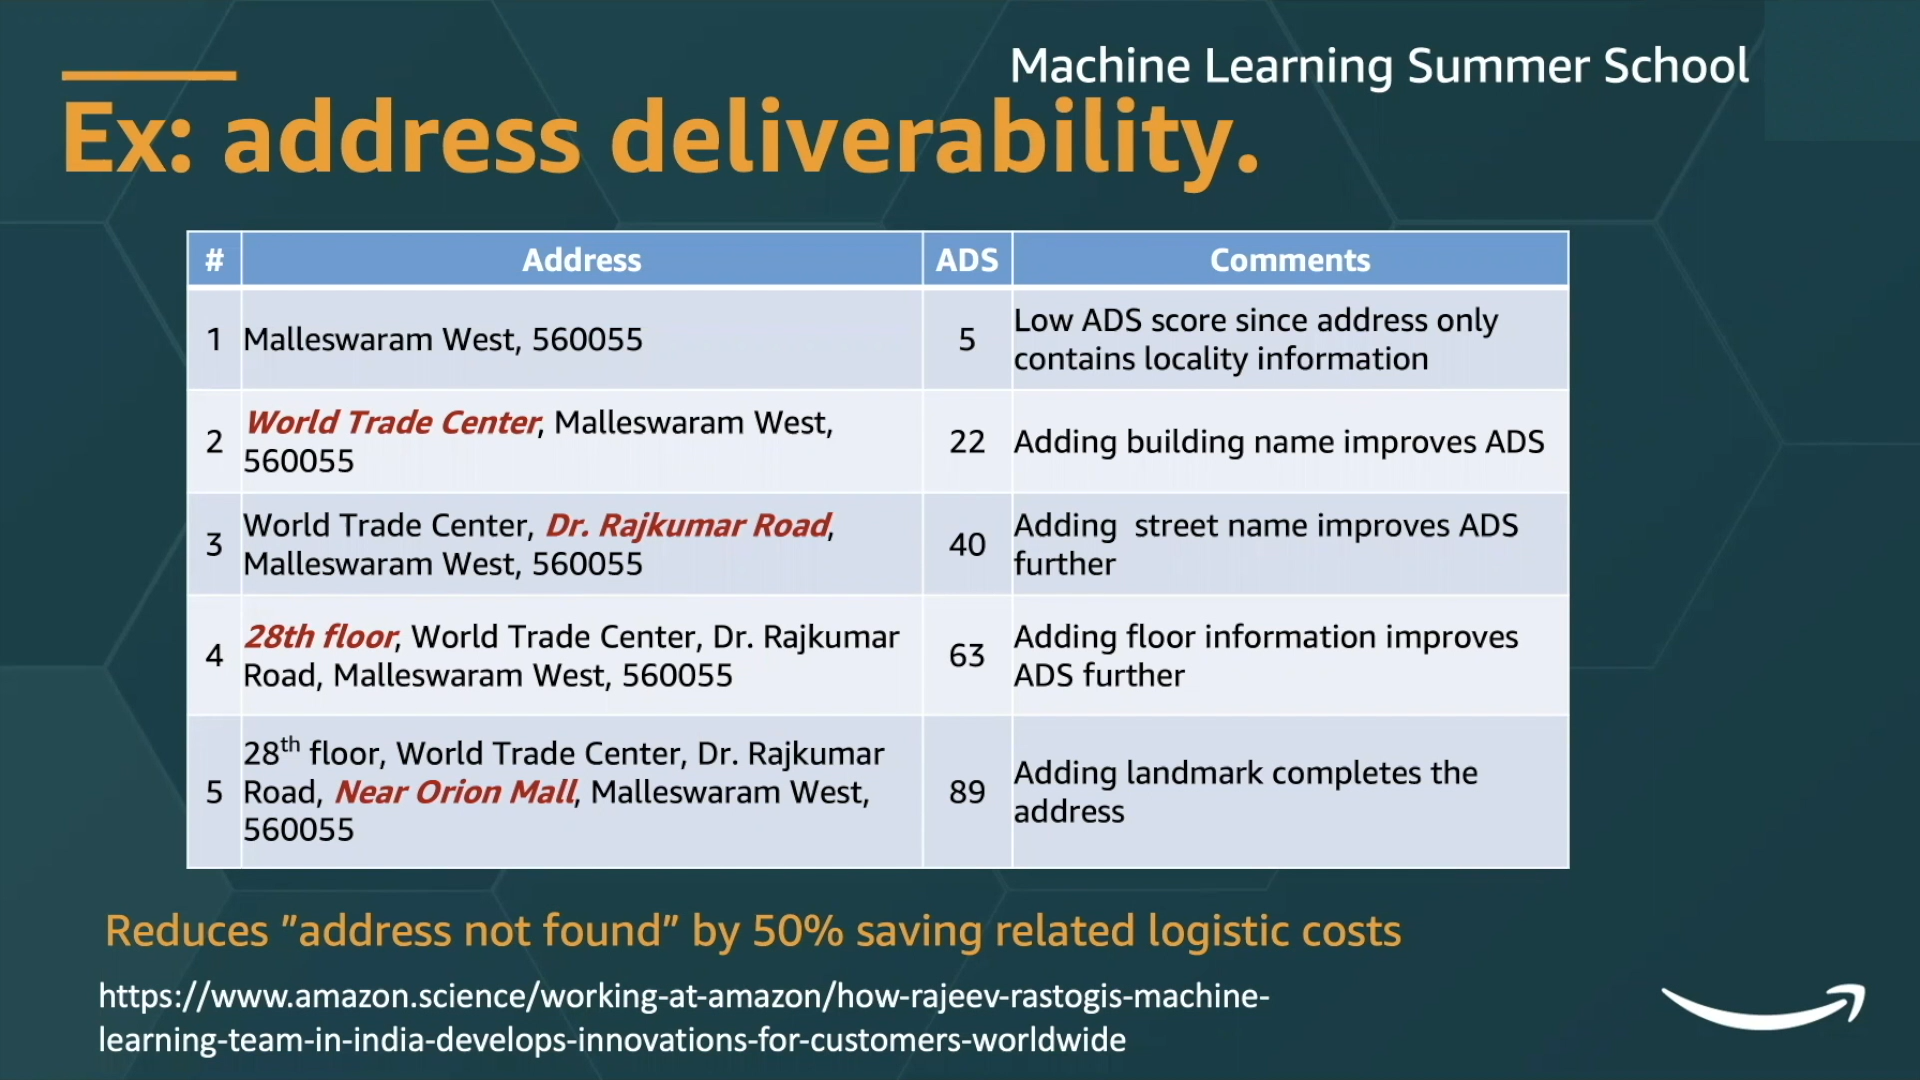 Machine Learning Summer School
Ex: address deliverability.
# Address ADS Comments
1 Malleswaram West, 560055 5 Low ADS score since address only
contains locality information
2 World Trade Center, Malleswaram West,
560055 22 Adding building name improves ADS
3 World Trade Center, Dr. Rajkumar Road,
Malleswaram West, 560055 40 Adding  street name improves ADS
further
4 28th floor, World Trade Center, Dr. Rajkumar
Road, Malleswaram West, 560055 63 Adding floor information improves
ADS further
5 28th floor, World Trade Center, Dr. Rajkumar
Road, Near Orion Mall, Malleswaram West,
560055 89 Adding landmark completes the
address
Reduces ”address not found” by 50% saving related logistic costs
https://www.amazon.science/working-at-amazon/how-rajeev-rastogis-machine-
learning-team-in-india-develops-innovations-for-customers-worldwide